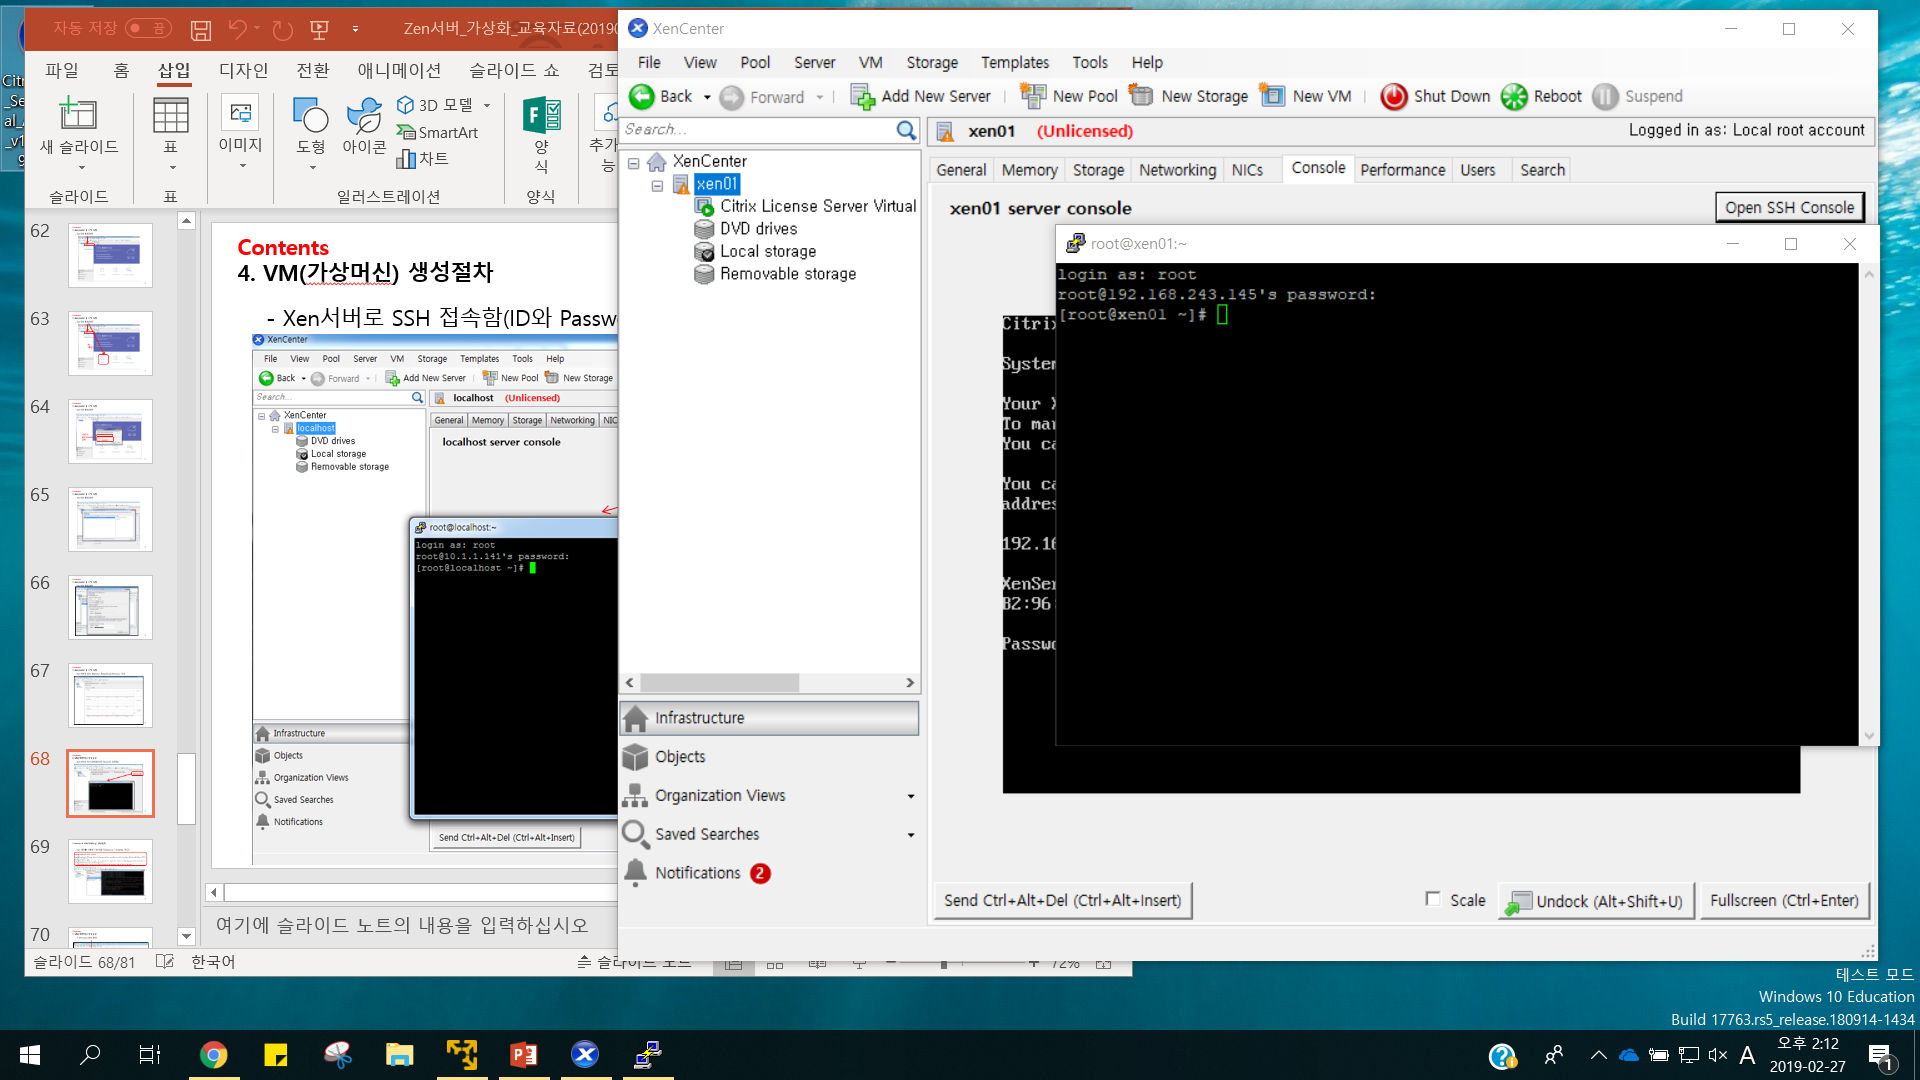 자동 저장 끔
Zen서버_가상화_교육자료(20190
파일 홈 삽입 디자인 전환 애니메이션 슬라이드 쇼 검토
새 슬라이드
표
이미지
도형
아이콘
3D 모델
SmartArt
차트
양식
추가
능
슬라이드
표
일러스트레이션
양식
62
63
64
65
66
67
68
69
70
Contents
4. VM(가상머신) 생성절차
- Xen서버로 SSH 접속함(ID와 Passw
XenCenter
File View Pool Server VM Storage Templates Tools Help
Back Forward Add New Server New Pool New Storage
Search...
localhost (Unlicensed)
XenCenter
localhost
DVD drives
Local storage
Removable storage
General Memory Storage Networking NIC
localhost server console
root@localhost:~
login as: root
root@10.1.1.141's password:
[root@localhost ~]#
Infrastructure
Objects
Organization Views
Saved Searches
Notifications
Send Ctrl+Alt+Del (Ctrl+Alt+Insert)
여기에 슬라이드 노트의 내용을 입력하십시오
슬라이드 68/81 한국어 슬라이드 노트 72%
XenCenter
File View Pool Server VM Storage Templates Tools Help
Back Forward Add New Server New Pool New Storage New VM Shut Down Reboot Suspend
Search...
xen01 (Unlicensed) Logged in as: Local root account
XenCenter
xen01
Citrix License Server Virtual
DVD drives
Local storage
Removable storage
General Memory Storage Networking NICs Console Performance Users Search
xen01 server console
Open SSH Console
root@xen01:~
login as: root
root@192.168.243.145's password:
[root@xen01 ~]#
Citrix
System
Your X
To man
You ca
You ca
addres
192.16
XenSer
B2:96
Passwo
Infrastructure
Objects
Organization Views
Saved Searches
Notifications 2
Send Ctrl+Alt+Del (Ctrl+Alt+Insert)
Scale
Undock (Alt+Shift+U)
Fullscreen (Ctrl+Enter)
테스트 모드
Windows 10 Education
Build 17763.rs5_release.180914-1434
A
오후 2:12
2019-02-27
1